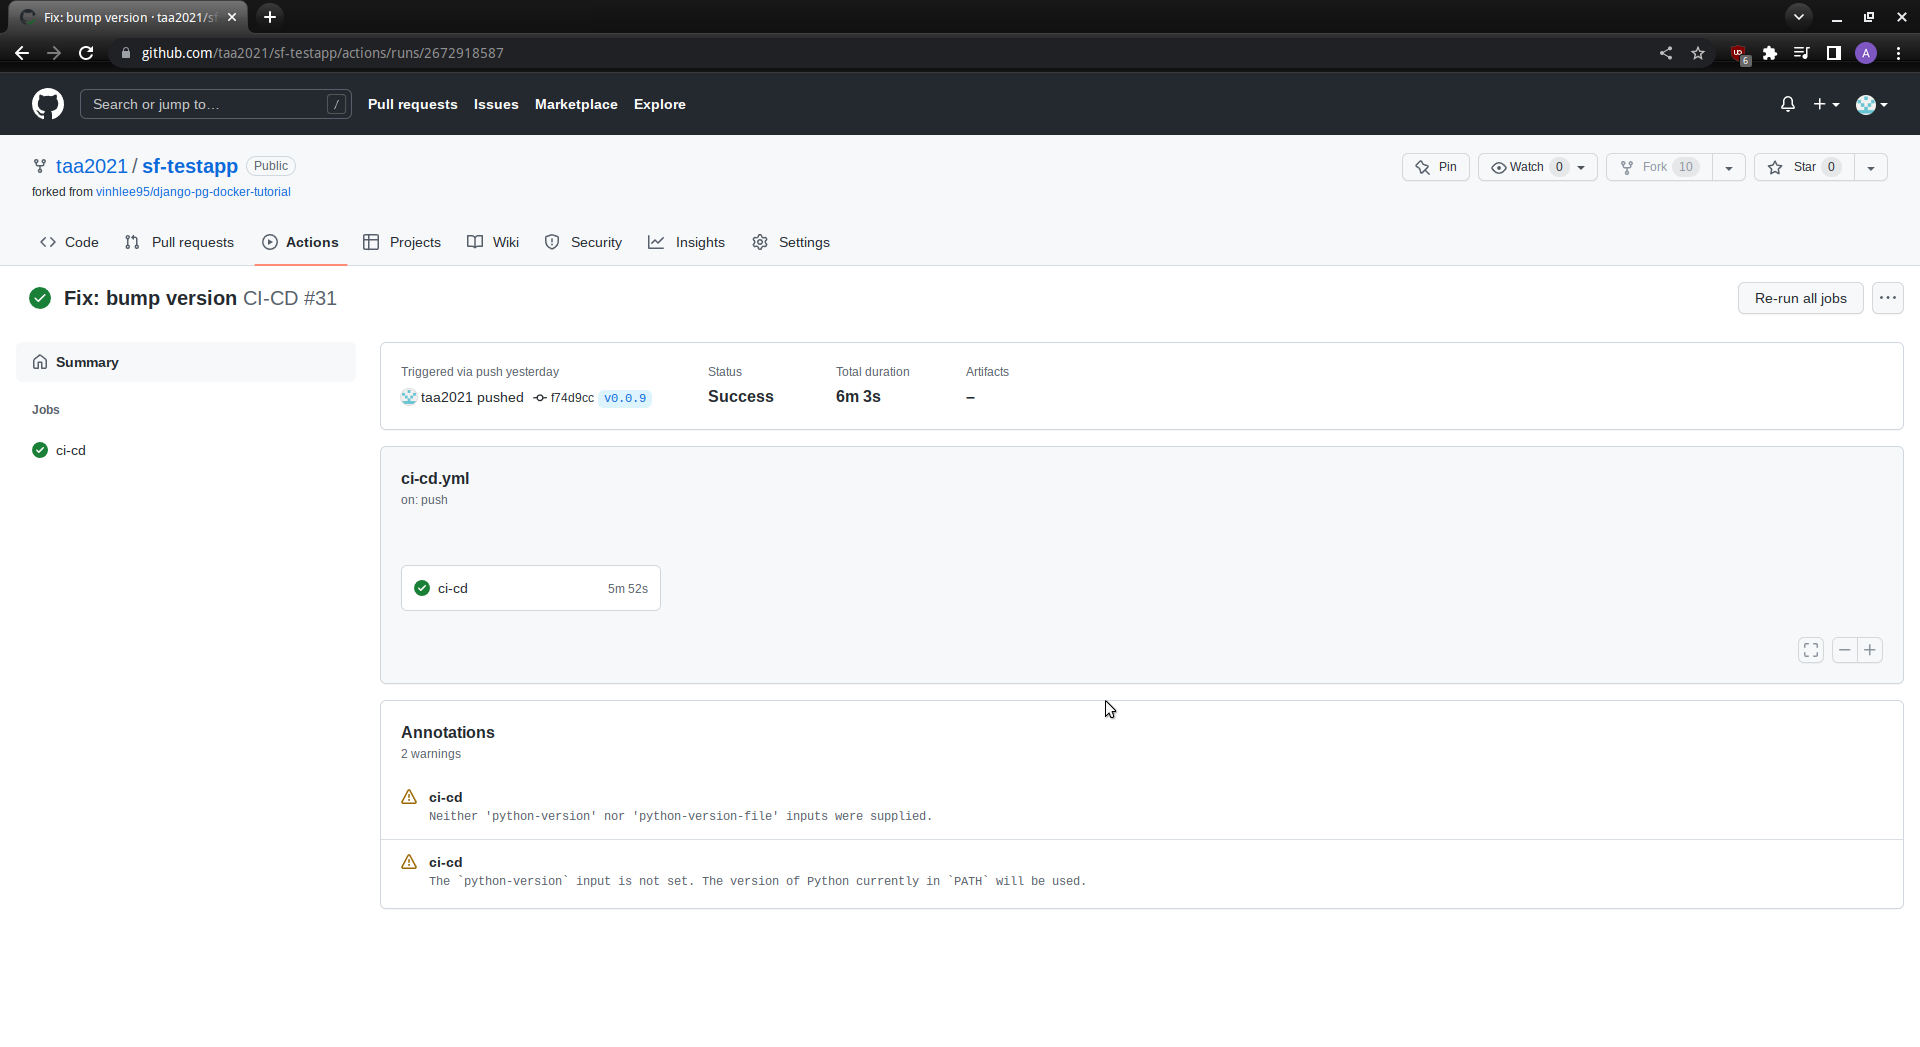 Fix: bump version · taa2021/sf
github.com/taa2021/sf-testapp/actions/runs/2672918587
6
A
Search or jump to… /
Pull requests Issues Marketplace Explore
taa2021 / sf-testapp Public
forked from vinhlee95/django-pg-docker-tutorial
Pin Watch 0 Fork 10 Star 0
Code Pull requests Actions Projects Wiki Security Insights Settings
Fix: bump version CI-CD #31
Re-run all jobs
Summary
Jobs
ci-cd
Triggered via push yesterday Status Total duration Artifacts
taa2021 pushed f74d9cc v0.0.9 Success 6m 3s –
ci-cd.yml
on: push
ci-cd 5m 52s
Annotations
2 warnings
ci-cd
Neither 'python-version' nor 'python-version-file' inputs were supplied.
ci-cd
The `python-version` input is not set. The version of Python currently in `PATH` will be used.